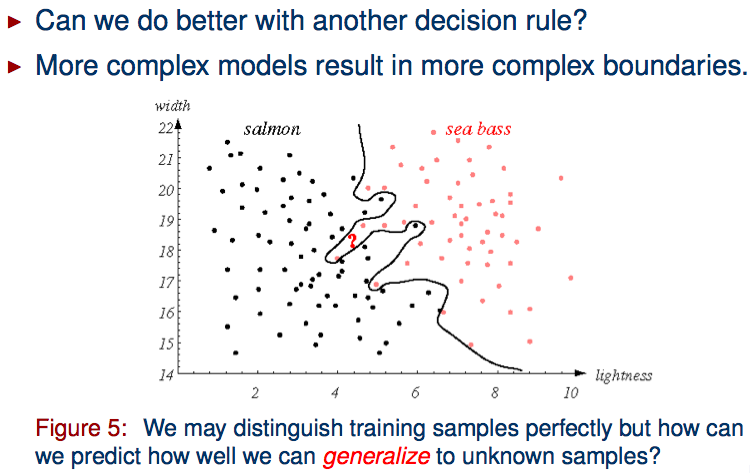 Can we do better with another decision rule?
More complex models result in more complex boundaries.
width
22
salmon
sea bass
21
20
19
?
18
17
16
15
14
lightness
2
4
6
8
10
Figure 5: We may distinguish training samples perfectly but how can
we predict how well we can generalize to unknown samples?